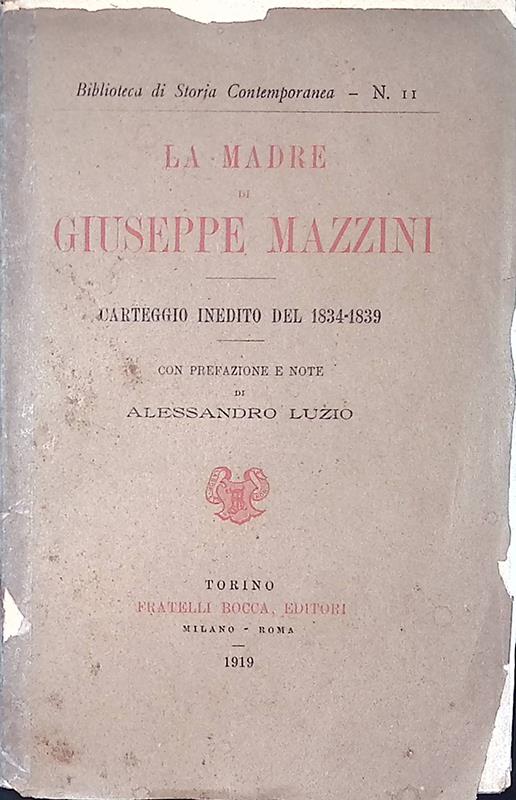 Biblioteca di Storia Contemporanea - N. 11
LA MADRE
DI
GIUSEPPE MAZZINI
CARTEGGIO INEDITO DEL 1834-1839
CON PREFAZIONE E NOTE
DI
ALESSANDRO LUZIO
TORINO
FRATELLI BOCCA, EDITORI
MILANO - ROMA
1919